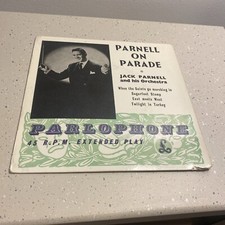 PARNELL
ON
PARADE
JACK PARNELL
and his Orchestra
When the Saints go marching in
Sugarfoot Stomp
East meets West
Twilight in Turkey
PARLOPHONE
45 R.P.M. EXTENDED PLAY